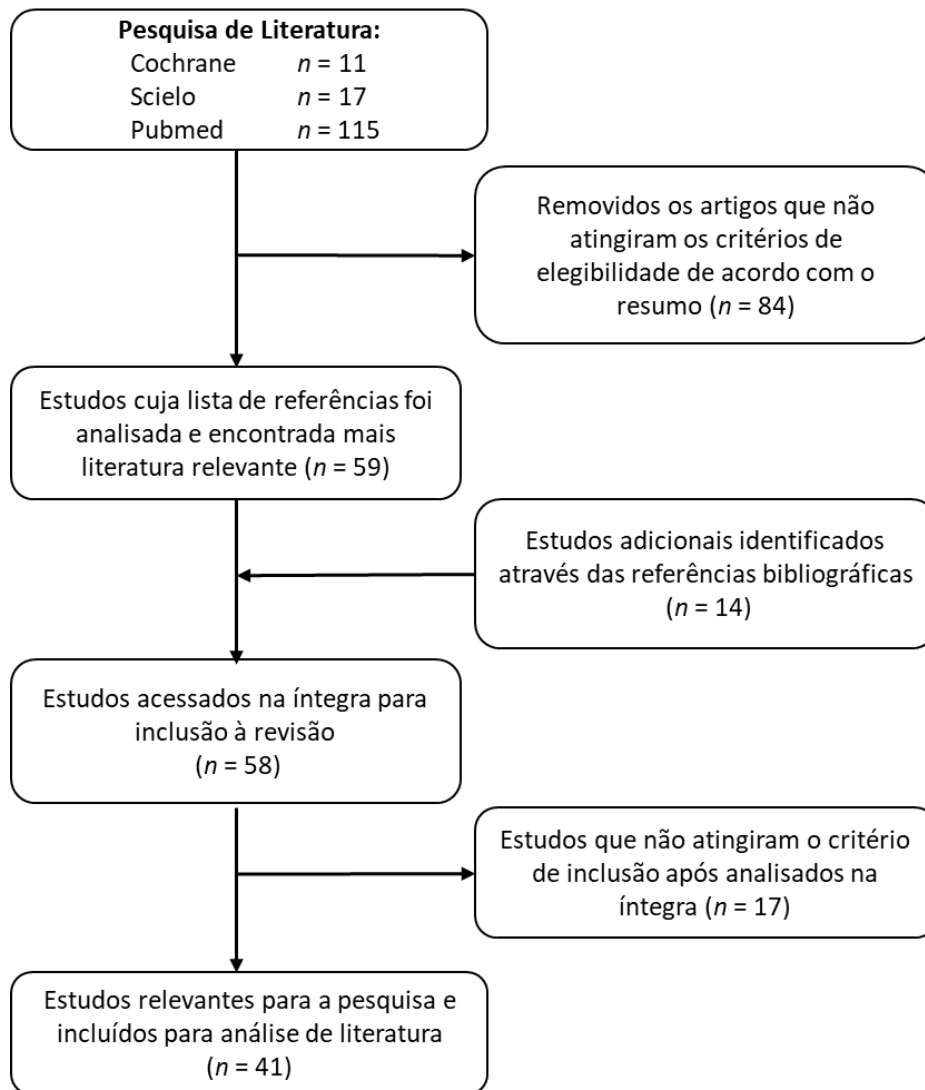 Pesquisa de Literatura:
Cochrane n = 11
Scielo n = 17
Pubmed n = 115
Removidos os artigos que não
atingiram os critérios de
elegibilidade de acordo com o
resumo (n = 84)
Estudos cuja lista de referências foi
analisada e encontrada mais
literatura relevante (n = 59)
Estudos adicionais identificados
através das referências bibliográficas
(n = 14)
Estudos acessados na íntegra para
inclusão à revisão
(n = 58)
Estudos que não atingiram o critério
de inclusão após analisados na
íntegra (n = 17)
Estudos relevantes para a pesquisa e
incluídos para análise de literatura
(n = 41)